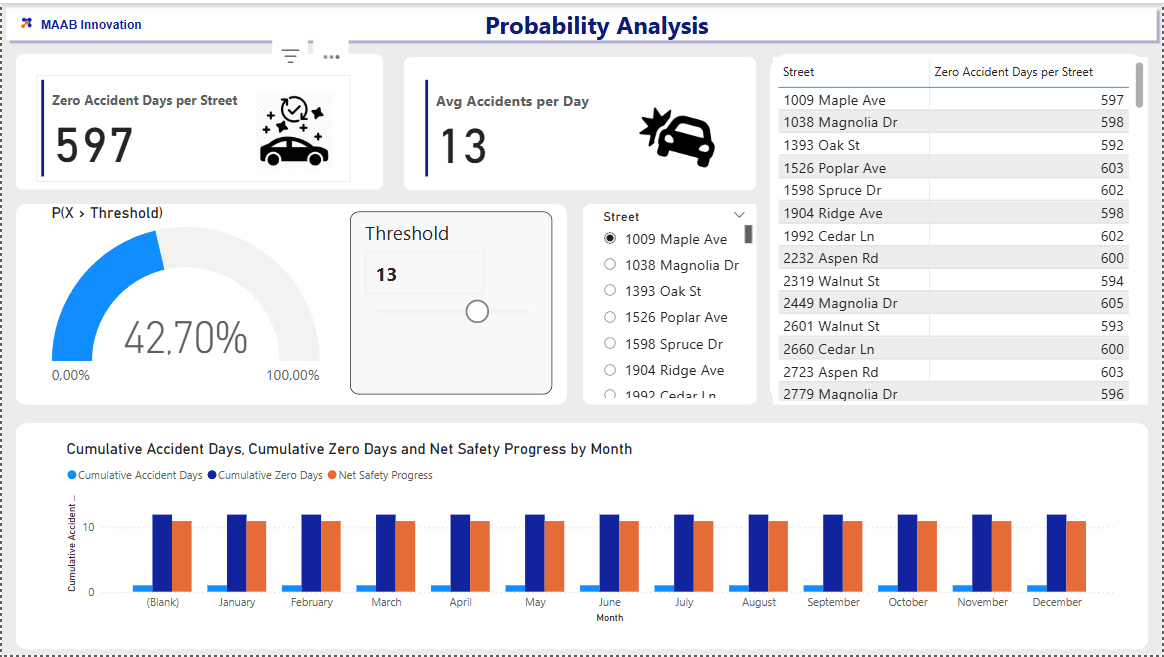 MAAB Innovation
Probability Analysis
Zero Accident Days per Street
597
Avg Accidents per Day
13
Street Zero Accident Days per Street
1009 Maple Ave 597
1038 Magnolia Dr 598
1393 Oak St 592
1526 Poplar Ave 603
1598 Spruce Dr 602
1904 Ridge Ave 598
1992 Cedar Ln 602
2232 Aspen Rd 600
2319 Walnut St 594
2449 Magnolia Dr 605
2601 Walnut St 593
2660 Cedar Ln 600
2723 Aspen Rd 603
2779 Magnolia Dr 596
P(X > Threshold)
42,70%
0,00% 100,00%
Threshold
13
Street
1009 Maple Ave
1038 Magnolia Dr
1393 Oak St
1526 Poplar Ave
1598 Spruce Dr
1904 Ridge Ave
1992 Cedar Ln
Cumulative Accident Days, Cumulative Zero Days and Net Safety Progress by Month
Cumulative Accident Days Cumulative Zero Days Net Safety Progress
Cumulative Accident ...
10
0
(Blank) January February March April May June July August September October November December
Month